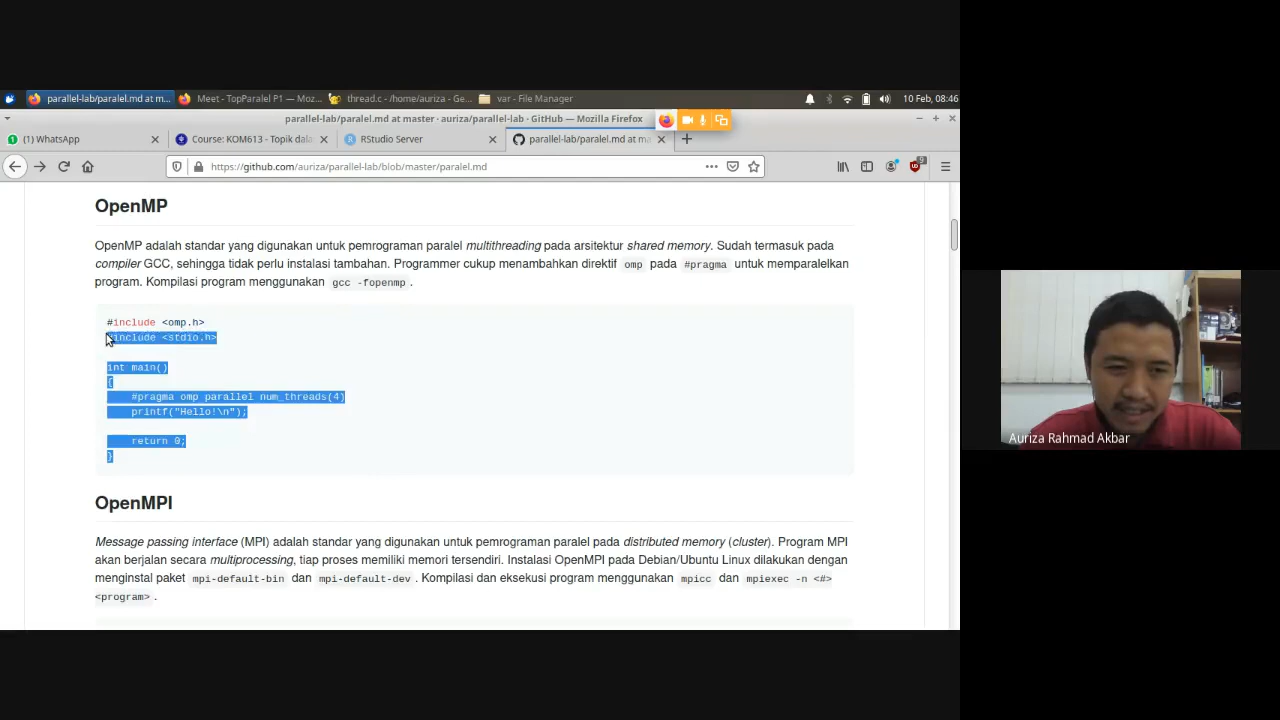 parallel-lab/paralel.md at m...
Meet - TopParalel P1 — Moz...
thread.c - /home/auriza - Ge...
var - File Manager
10 Feb, 08:46
parallel-lab/paralel.md at master · auriza/parallel-lab · GitHub — Mozilla Firefox
(1) WhatsApp
Course: KOM613 - Topik dala
RStudio Server
parallel-lab/paralel.md at ma
https://github.com/auriza/parallel-lab/blob/master/paralel.md
OpenMP
OpenMP adalah standar yang digunakan untuk pemrograman paralel multithreading pada arsitektur shared memory. Sudah termasuk pada
compiler GCC, sehingga tidak perlu instalasi tambahan. Programmer cukup menambahkan direktif omp pada #pragma untuk memparalelkan
program. Kompilasi program menggunakan gcc -fopenmp.
#include <omp.h>
#include <stdio.h>
int main()
{
#pragma omp parallel num_threads(4)
printf("Hello!\n");
return 0;
}
OpenMPI
Message passing interface (MPI) adalah standar yang digunakan untuk pemrograman paralel pada distributed memory (cluster). Program MPI
akan berjalan secara multiprocessing, tiap proses memiliki memori tersendiri. Instalasi OpenMPI pada Debian/Ubuntu Linux dilakukan dengan
menginstal paket mpi-default-bin dan mpi-default-dev. Kompilasi dan eksekusi program menggunakan mpicc dan mpiexec -n <#>
<program>.
Auriza Rahmad Akbar